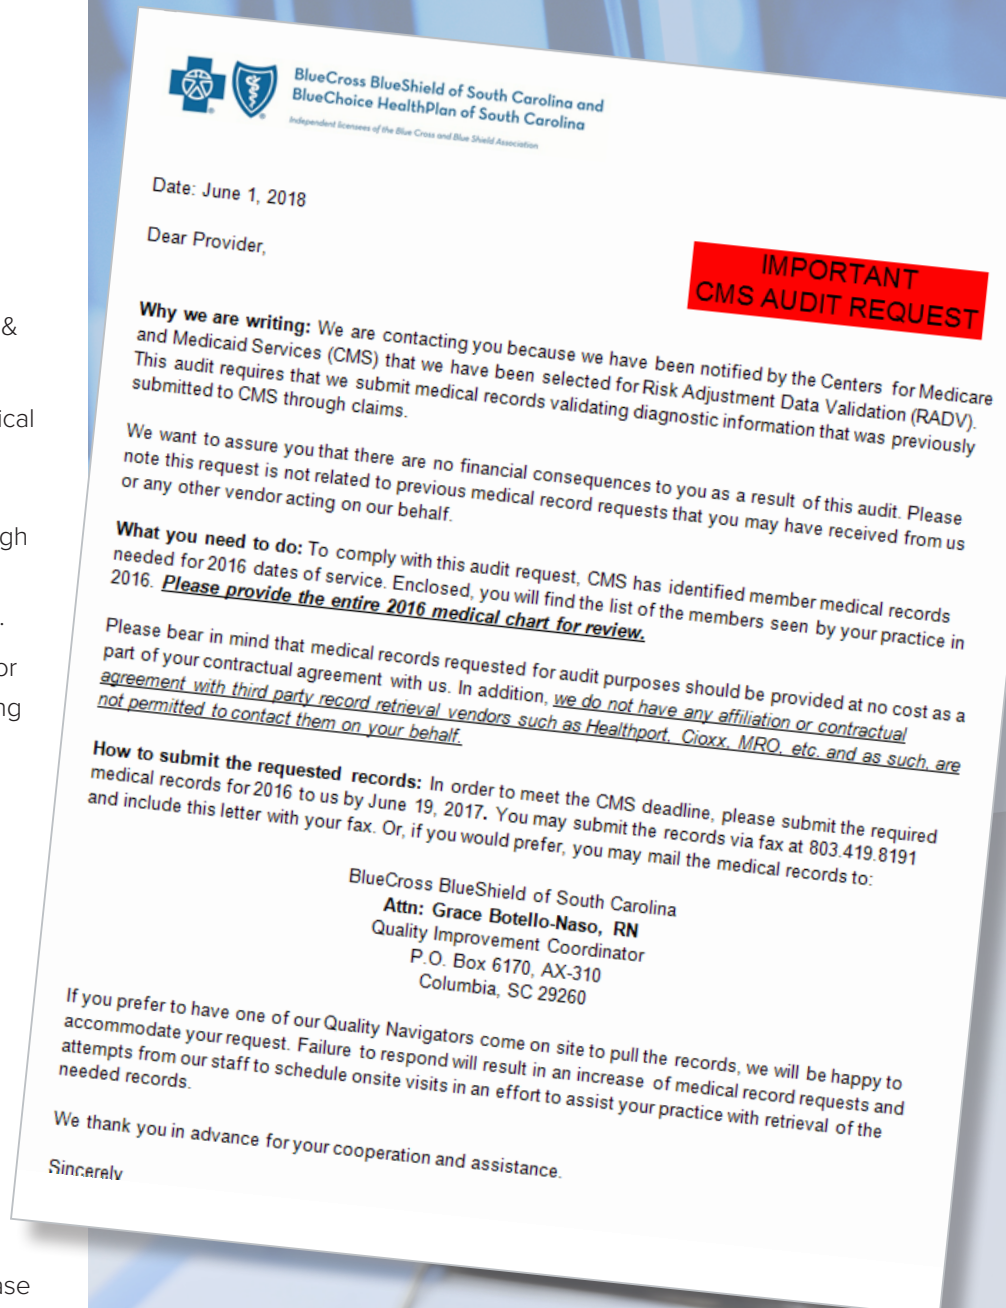 BlueCross BlueShield of South Carolina and
BlueChoice HealthPlan of South Carolina
Independent licensees of the Blue Cross and Blue Shield Association
Date: June 1, 2018
Dear Provider,
IMPORTANT
CMS AUDIT REQUEST
Why we are writing: We are contacting you because we have been notified by the Centers for Medicare
and Medicaid Services (CMS) that we have been selected for Risk Adjustment Data Validation (RADV).
This audit requires that we submit medical records validating diagnostic information that was previously
submitted to CMS through claims.
We want to assure you that there are no financial consequences to you as a result of this audit. Please
note this request is not related to previous medical record requests that you may have received from us
or any other vendor acting on our behalf.
What you need to do: To comply with this audit request, CMS has identified member medical records
needed for 2016 dates of service. Enclosed, you will find the list of the members seen by your practice in
2016. Please provide the entire 2016 medical chart for review.
Please bear in mind that medical records requested for audit purposes should be provided at no cost as a
part of your contractual agreement with us. In addition, we do not have any affiliation or contractual
agreement with third party record retrieval vendors such as Healthport, Cioxx, MRO, etc. and as such, are
not permitted to contact them on your behalf.
How to submit the requested records: In order to meet the CMS deadline, please submit the required
medical records for 2016 to us by June 19, 2017. You may submit the records via fax at 803.419.8191
and include this letter with your fax. Or, if you would prefer, you may mail the medical records to:
BlueCross BlueShield of South Carolina
Attn: Grace Botello-Naso, RN
Quality Improvement Coordinator
P.O. Box 6170, AX-310
Columbia, SC 29260
If you prefer to have one of our Quality Navigators come on site to pull the records, we will be happy to
accommodate your request. Failure to respond will result in an increase of medical record requests and
attempts from our staff to schedule onsite visits in an effort to assist your practice with retrieval of the
needed records.
We thank you in advance for your cooperation and assistance.
Sincerely
&